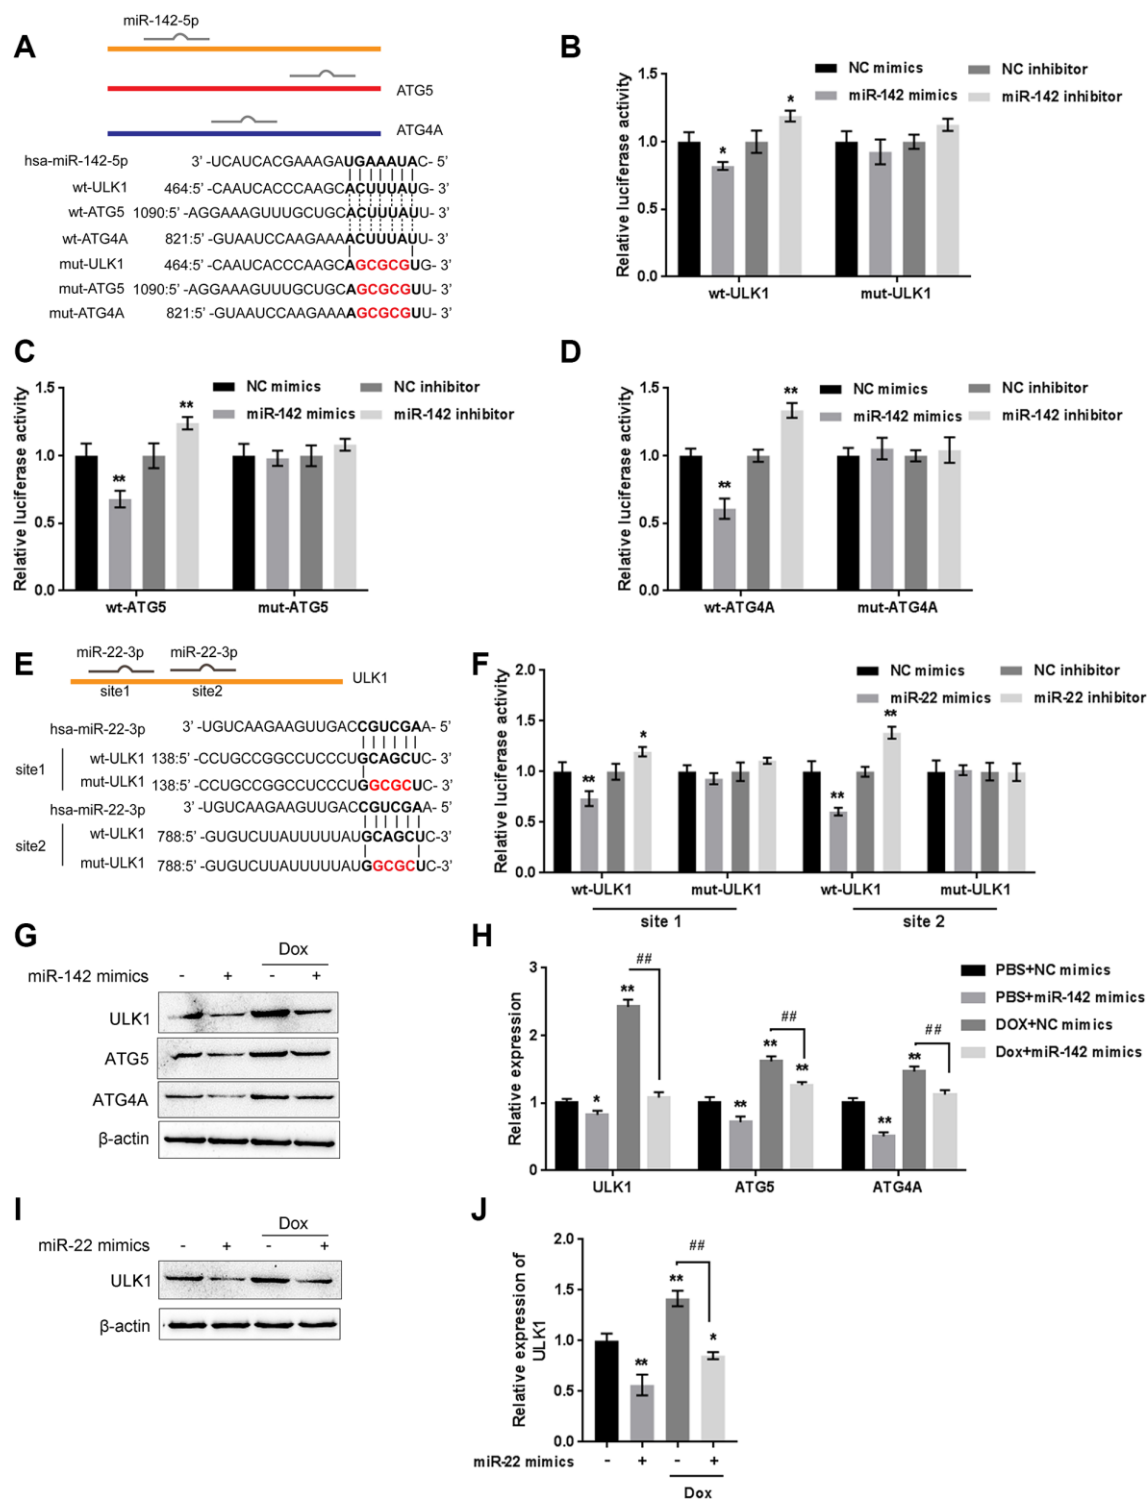 A
miR-142-5p
ATG5
ATG4A
hsa-miR-142-5p 3' -UCAUCACGAAAGAUGAAAUAC- 5'
wt-ULK1 464:5' -CAAUCACCCAAGCACUUUAUG- 3'
wt-ATG5 1090:5' -AGGAAAGUUUGCUGCACUUUAUU- 3'
wt-ATG4A 821:5' -GUAAUCCAAGAAAACUUUAUU- 3'
mut-ULK1 464:5' -CAAUCACCCAAGCAGCGCGUG- 3'
mut-ATG5 1090:5' -AGGAAAGUUUGCUGCAGCGCGUU- 3'
mut-ATG4A 821:5' -GUAAUCCAAGAAAAGCGCGUU- 3'
B
NC mimics NC inhibitor
miR-142 mimics miR-142 inhibitor
Relative luciferase activity
1.5
1.0
0.5
0.0
* *
wt-ULK1 mut-ULK1
C
NC mimics NC inhibitor
miR-142 mimics miR-142 inhibitor
Relative luciferase activity
1.5
1.0
0.5
0.0
** **
wt-ATG5 mut-ATG5
D
NC mimics NC inhibitor
miR-142 mimics miR-142 inhibitor
Relative luciferase activity
1.5
1.0
0.5
0.0
** **
wt-ATG4A mut-ATG4A
E
miR-22-3p miR-22-3p
ULK1
site1 site2
hsa-miR-22-3p 3' -UGUCAAGAAGUUGACCGUCGAA- 5'
site1
wt-ULK1 138:5' -CCUGCCGGCCUCCCUGCAGCUC-3'
mut-ULK1 138:5' -CCUGCCGGCCUCCCUGGCGCUC-3'
hsa-miR-22-3p 3' -UGUCAAGAAGUUGACCGUCGAA- 5'
site2
wt-ULK1 788:5' -GUGUCUUAUUUUUAUGCAGCUC-3'
mut-ULK1 788:5' -GUGUCUUAUUUUUAUGGCGCUC-3'
F
NC mimics NC inhibitor
miR-22 mimics miR-22 inhibitor
Relative luciferase activity
2.0
1.5
1.0
0.5
0.0
** * ** **
wt-ULK1 mut-ULK1 wt-ULK1 mut-ULK1
site 1 site 2
G
Dox
miR-142 mimics - + - +
ULK1
ATG5
ATG4A
β-actin
H
PBS+NC mimics
PBS+miR-142 mimics
DOX+NC mimics
Dox+miR-142 mimics
Relative expression
3
2
1
0
* ** ##
** ** ** ##
** ** ##
ULK1 ATG5 ATG4A
I
Dox
miR-22 mimics - + - +
ULK1
β-actin
J
Relative expression of
ULK1
2.0
1.5
1.0
0.5
0.0
** ** * ##
miR-22 mimics - + - +
Dox